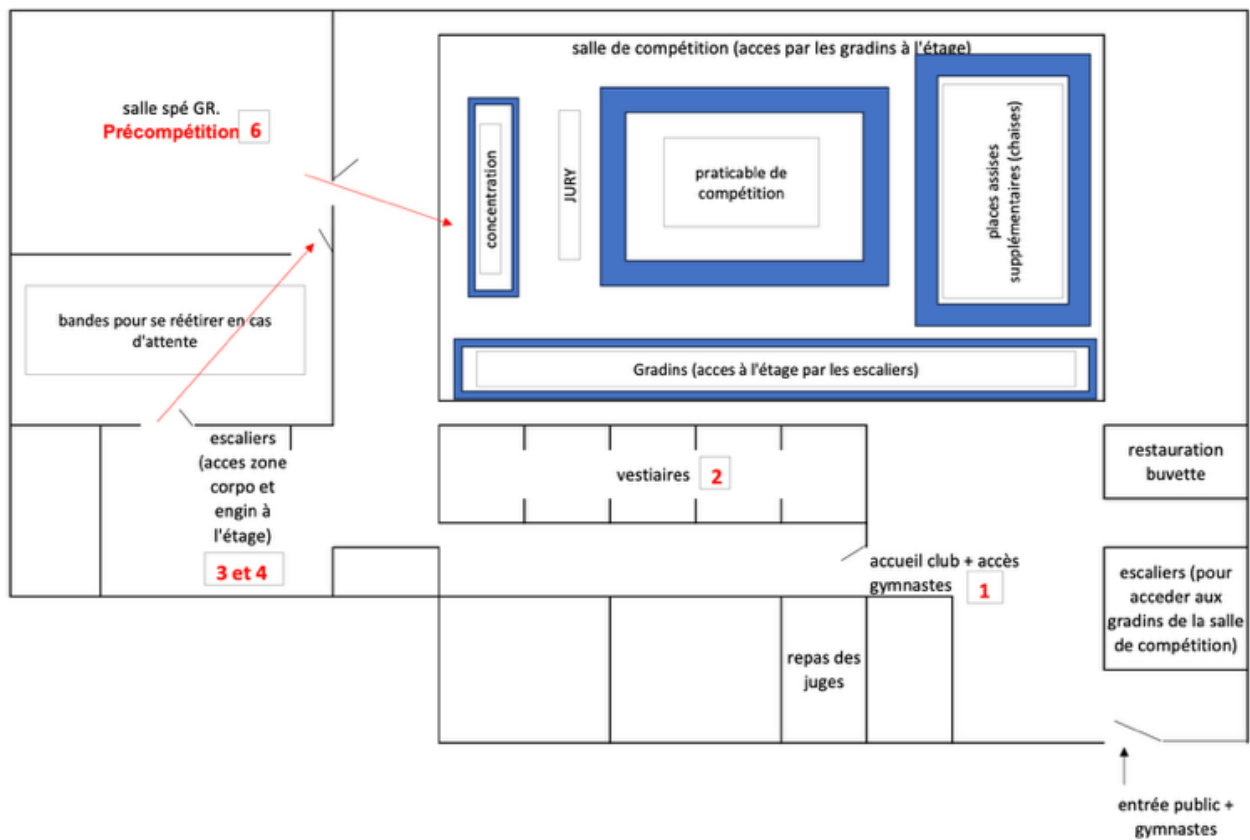 salle de compétition (acces par les gradins à l'étage)
salle spé GR.
Précompétition 6
concentration
JURY
praticable de
compétition
places assises
supplémentaires (chaises)
bandes pour se réétirer en cas
d'attente
Gradins (acces à l'étage par les escaliers)
escaliers
(acces zone
corpo et
engin à
l'étage)
3 et 4
vestiaires 2
restauration
buvette
accueil club + accès
gymnastes 1
escaliers (pour
acceder aux
gradins de la salle
de compétition)
repas des
juges
entrée public +
gymnastes